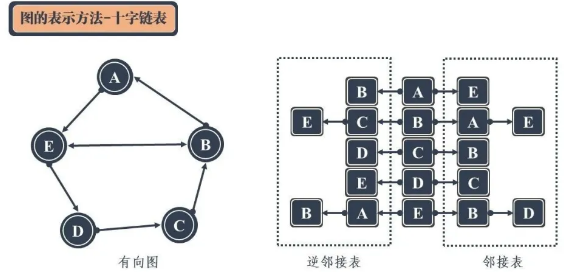 图的表示方法-十字链表
A
E
B
D
C
有向图
B A E
E C B A E
D C B
E D C
B A E B D
逆邻接表
邻接表